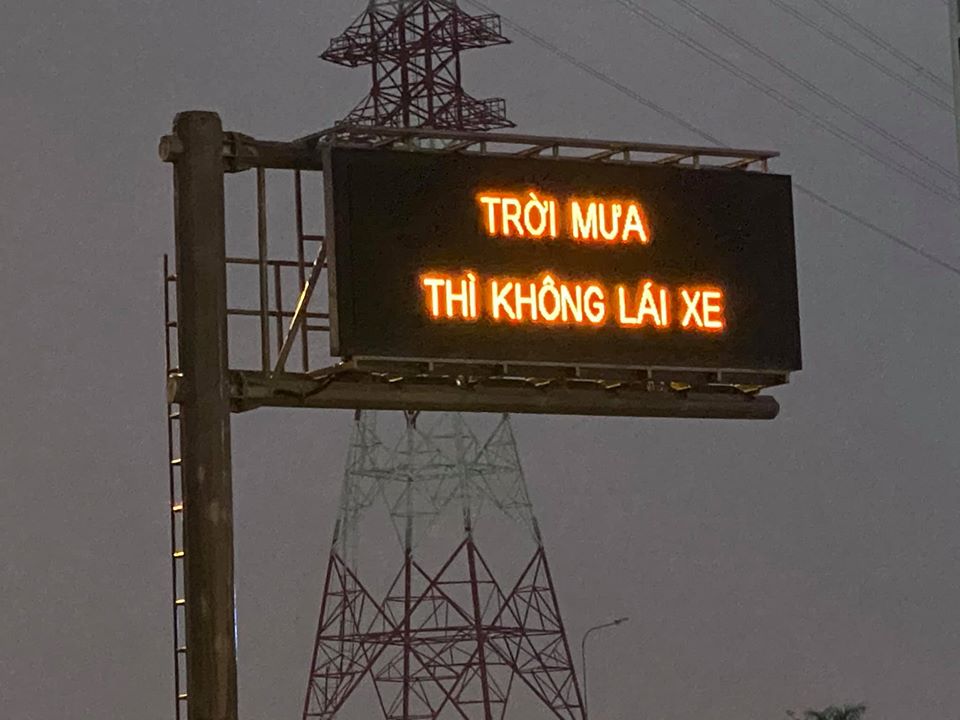 TRỜI MƯA
THÌ KHÔNG LÁI XE